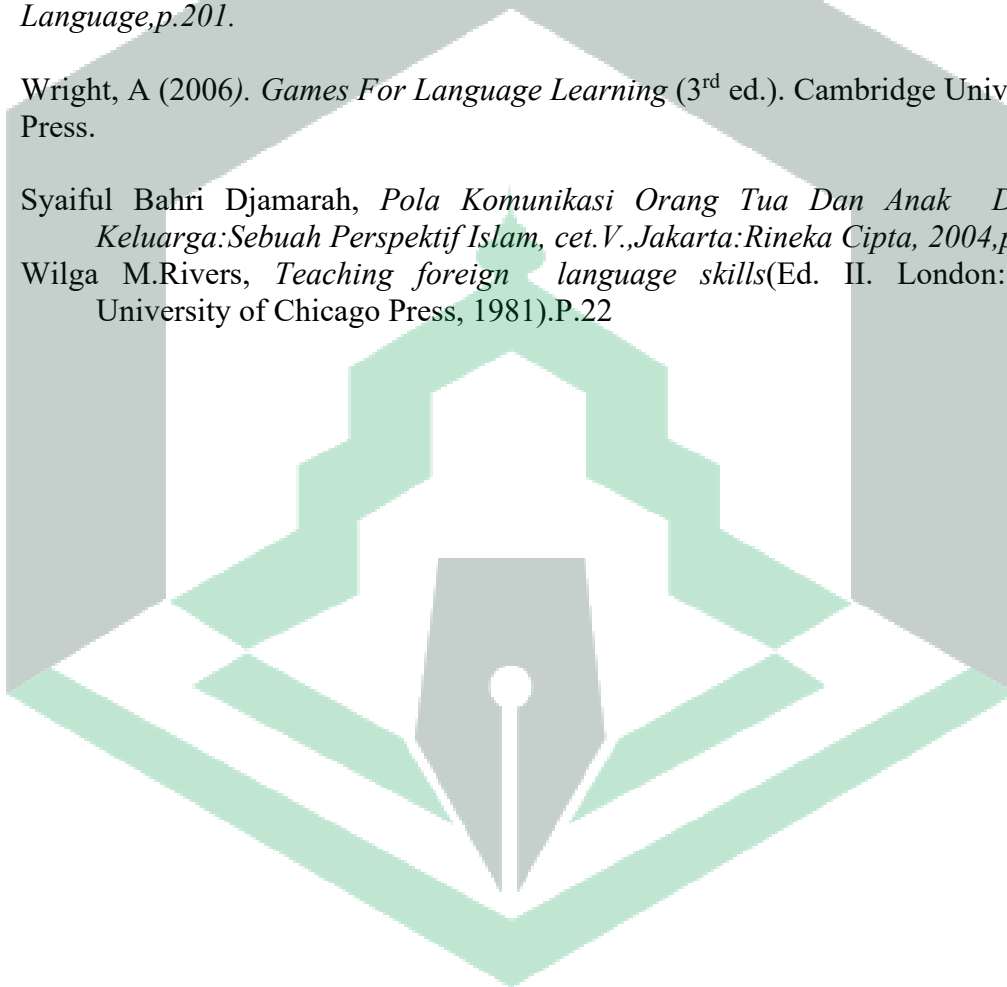 Language,p.201.
Wright, A (2006). Games For Language Learning (3rd ed.). Cambridge Univ
Press.
Syaiful Bahri Djamarah, Pola Komunikasi Orang Tua Dan Anak D
Keluarga:Sebuah Perspektif Islam, cet.V.,Jakarta:Rineka Cipta, 2004,p
Wilga M.Rivers, Teaching foreign language skills(Ed. II. London:
University of Chicago Press, 1981).P.22